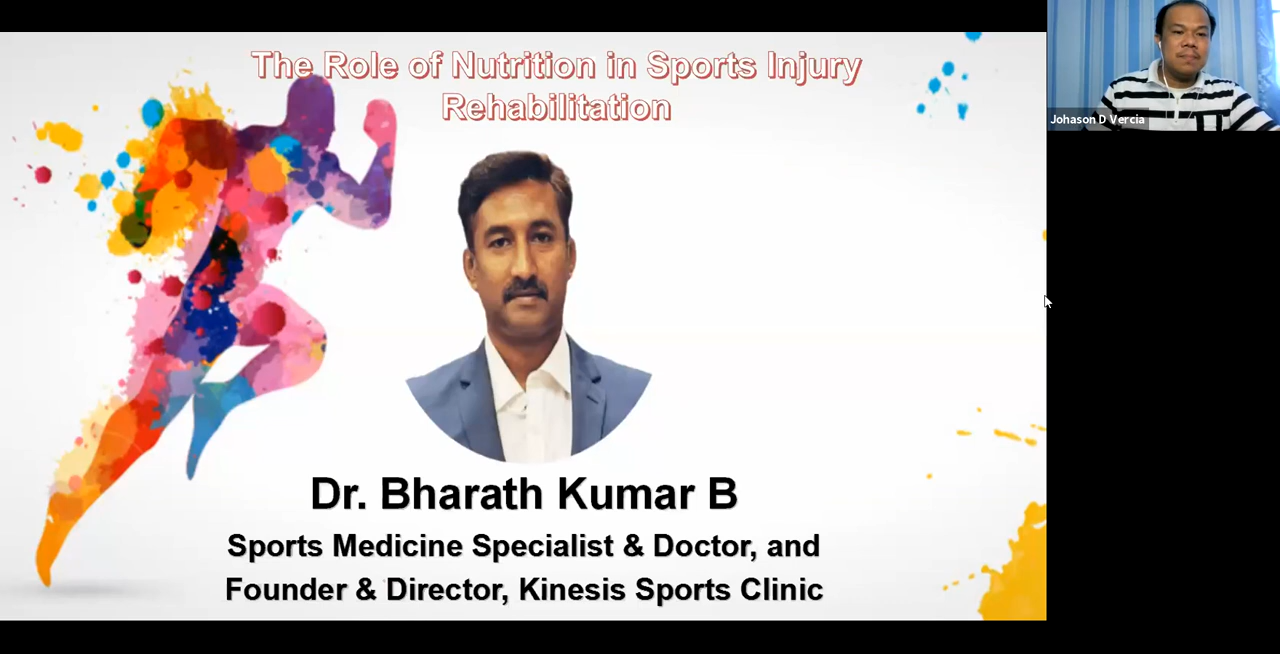 The Role of Nutrition in Sports Injury
Rehabilitation
Johason D Vercia
Dr. Bharath Kumar B
Sports Medicine Specialist & Doctor, and
Founder & Director, Kinesis Sports Clinic